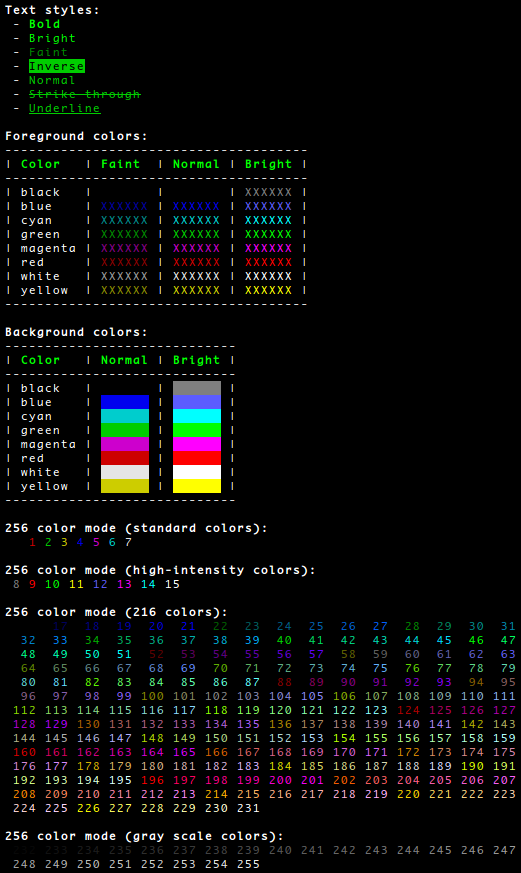 Text styles:
- Bold
- Bright
- Faint
- Inverse
- Normal
- Strike-through
- Underline
Foreground colors:
--------------------------------------
| Color | Faint | Normal | Bright |
--------------------------------------
| black | | | XXXXXX |
| blue | XXXXXX | XXXXXX | XXXXXX |
| cyan | XXXXXX | XXXXXX | XXXXXX |
| green | XXXXXX | XXXXXX | XXXXXX |
| magenta | XXXXXX | XXXXXX | XXXXXX |
| red | XXXXXX | XXXXXX | XXXXXX |
| white | XXXXXX | XXXXXX | XXXXXX |
| yellow | XXXXXX | XXXXXX | XXXXXX |
--------------------------------------
Background colors:
-----------------------------
| Color | Normal | Bright |
-----------------------------
| black | | |
| blue | | |
| cyan | | |
| green | | |
| magenta | | |
| red | | |
| white | | |
| yellow | | |
-----------------------------
256 color mode (standard colors):
1 2 3 4 5 6 7
256 color mode (high-intensity colors):
8 9 10 11 12 13 14 15
256 color mode (216 colors):
17 18 19 20 21 22 23 24 25 26 27 28 29 30 31
32 33 34 35 36 37 38 39 40 41 42 43 44 45 46 47
48 49 50 51 52 53 54 55 56 57 58 59 60 61 62 63
64 65 66 67 68 69 70 71 72 73 74 75 76 77 78 79
80 81 82 83 84 85 86 87 88 89 90 91 92 93 94 95
96 97 98 99 100 101 102 103 104 105 106 107 108 109 110 111
112 113 114 115 116 117 118 119 120 121 122 123 124 125 126 127
128 129 130 131 132 133 134 135 136 137 138 139 140 141 142 143
144 145 146 147 148 149 150 151 152 153 154 155 156 157 158 159
160 161 162 163 164 165 166 167 168 169 170 171 172 173 174 175
176 177 178 179 180 181 182 183 184 185 186 187 188 189 190 191
192 193 194 195 196 197 198 199 200 201 202 203 204 205 206 207
208 209 210 211 212 213 214 215 216 217 218 219 220 221 222 223
224 225 226 227 228 229 230 231
256 color mode (gray scale colors):
233 234 235 236 237 238 239 240 241 242 243 244 245 246 247
248 249 250 251 252 253 254 255